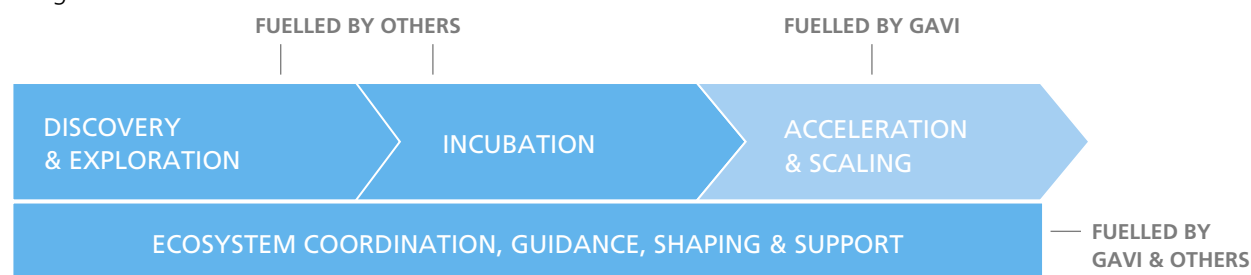 FUELLED BY OTHERS
FUELLED BY GAVI
DISCOVERY
& EXPLORATION
INCUBATION
ACCELERATION
& SCALING
ECOSYSTEM COORDINATION, GUIDANCE, SHAPING & SUPPORT
FUELLED BY
GAVI & OTHERS